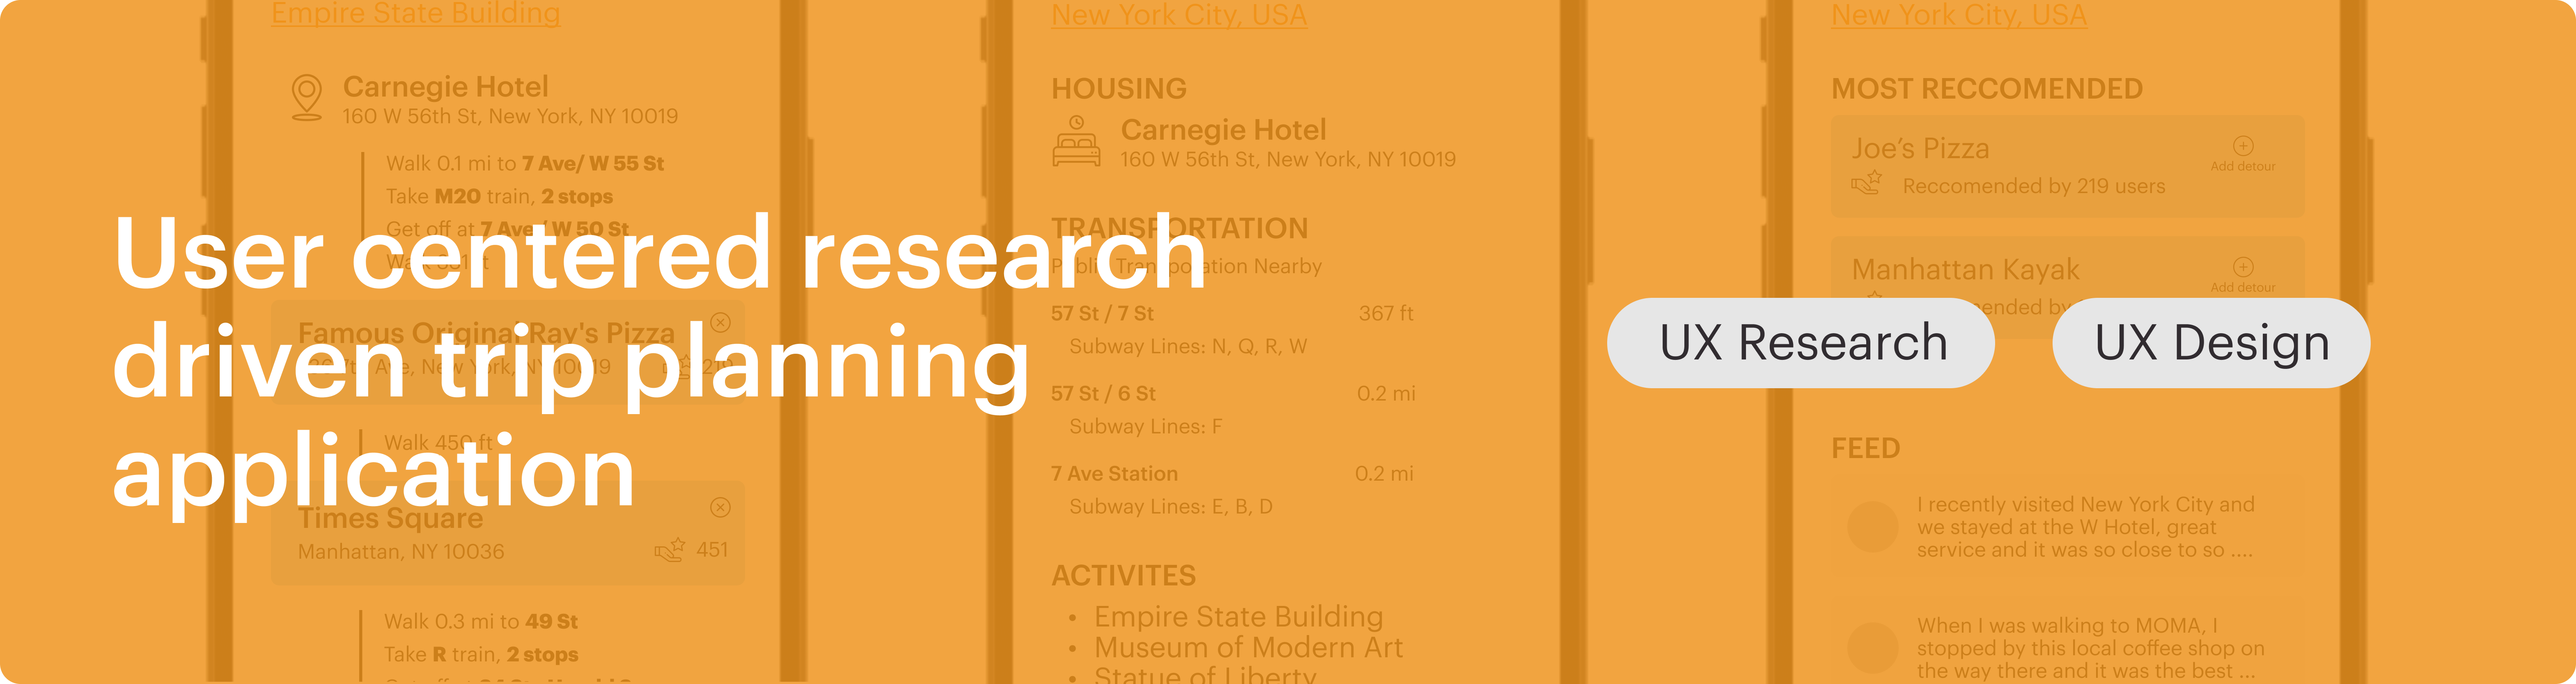 User centered research
driven trip planning
application
UX Research
UX Design
Empire State Building
Carnegie Hotel
160 W 56th St, New York, NY 10019
Walk 0.1 mi to 7 Ave/ W 55 St
Take M20 train, 2 stops
Get off at 7 Ave/ W 50 St
Walk
Famous Original Ray's Pizza
7th Ave, New York, NY 10019
219
Walk 450 ft
Times Square
Manhattan, NY 10036
451
Walk 0.3 mi to 49 St
Take R train, 2 stops
New York City, USA
HOUSING
Carnegie Hotel
160 W 56th St, New York, NY 10019
TRANSPORTATION
Public Transportation Nearby
57 St / 7 St 367 ft
Subway Lines: N, Q, R, W
57 St / 6 St 0.2 mi
Subway Lines: F
7 Ave Station 0.2 mi
Subway Lines: E, B, D
ACTIVITES
• Empire State Building
• Museum of Modern Art
• Statue of Liberty
New York City, USA
MOST RECCOMENDED
Joe’s Pizza
Add detour
Reccomended by 219 users
Manhattan Kayak
Add detour
FEED
I recently visited New York City and
we stayed at the W Hotel, great
service and it was so close to so ....
When I was walking to MOMA, I
stopped by this local coffee shop on
the way there and it was the best ...